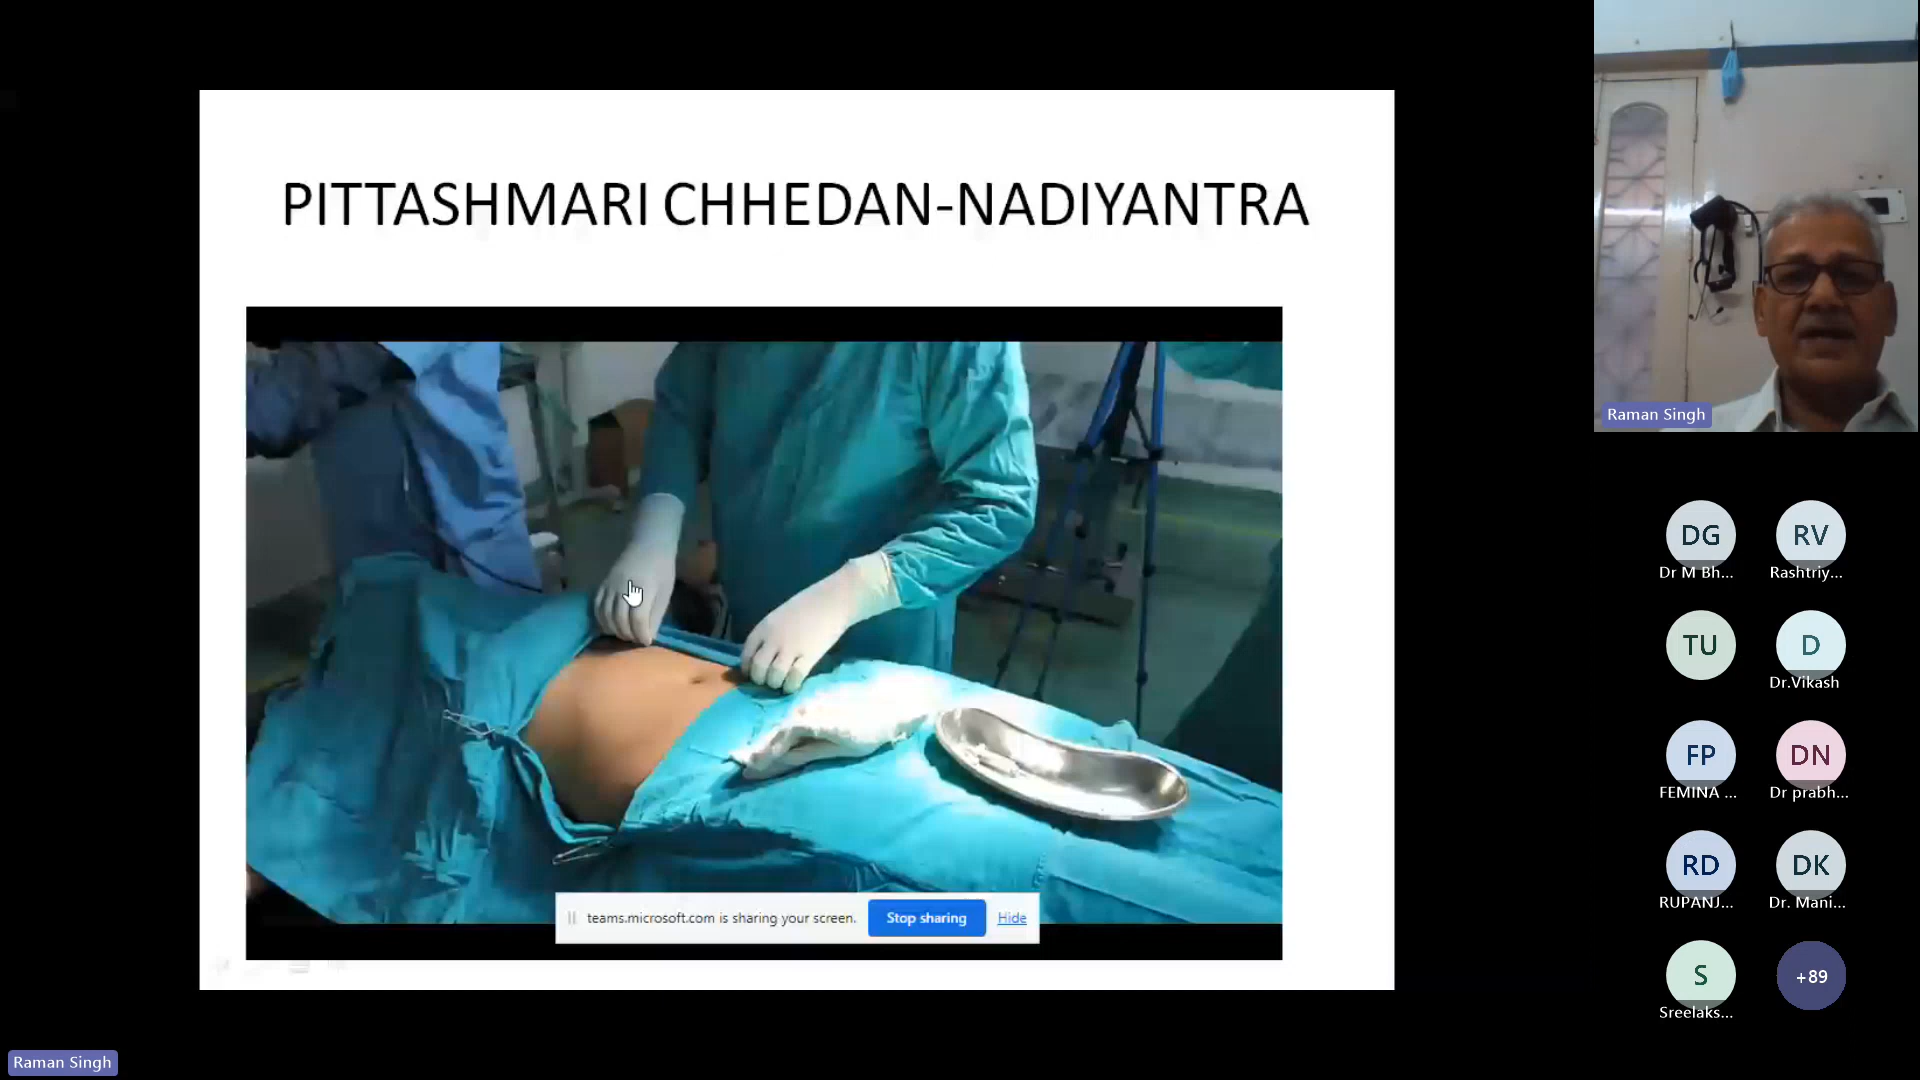 PITTASHMARI CHHEDAN-NADIYANTRA
teams.microsoft.com is sharing your screen.
Stop sharing
Hide
Raman Singh
DG
RV
Dr M Bh...
Rashtriy...
TU
D
Dr.Vikash
FP
DN
FEMINA ...
Dr prabh...
RD
DK
RUPANJ...
Dr. Mani...
S
+89
Sreelaks...
Raman Singh